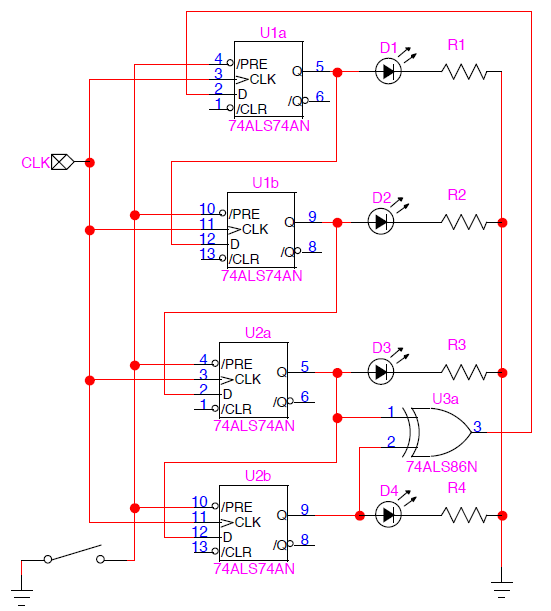 U1a
D1
R1
4 /PRE
3 >CLK
2 D
1 /CLR
Q 5
/Q 6
74ALS74AN
CLK
U1b
D2
R2
10 /PRE
11 >CLK
12 D
13 /CLR
Q 9
/Q 8
74ALS74AN
U2a
D3
R3
4 /PRE
3 >CLK
2 D
1 /CLR
Q 5
/Q 6
74ALS74AN
U3a
1
2
3
74ALS86N
U2b
D4
R4
10 /PRE
11 >CLK
12 D
13 /CLR
Q 9
/Q 8
74ALS74AN